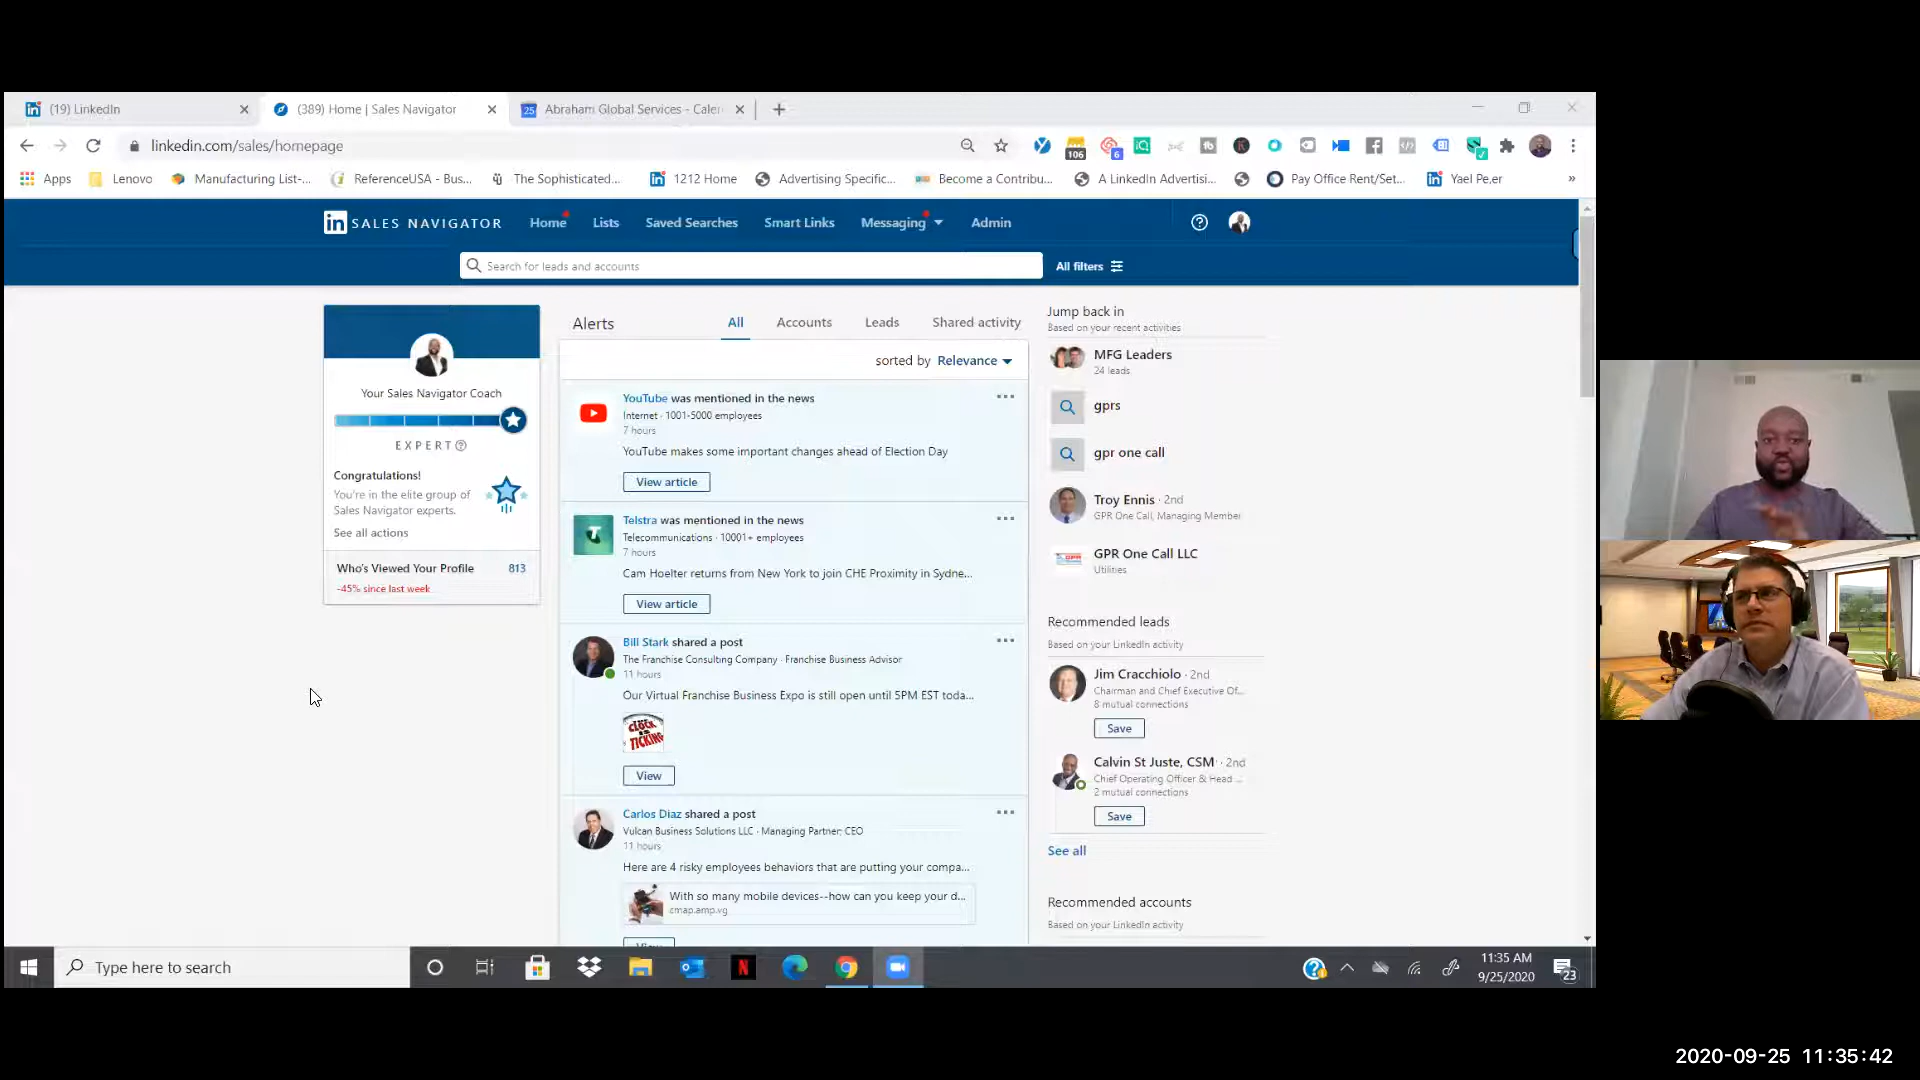 (19) LinkedIn
(389) Home | Sales Navigator
25 Abraham Global Services - Caler
linkedin.com/sales/homepage
106
6
Apps
Lenovo
Manufacturing List-...
ReferenceUSA - Bus...
The Sophisticated...
1212 Home
Advertising Specific...
Become a Contribu...
A LinkedIn Advertisi...
Pay Office Rent/Set...
Yael Pe,er
»
in SALES NAVIGATOR
Home
Lists
Saved Searches
Smart Links
Messaging
Admin
Search for leads and accounts
All filters
Your Sales Navigator Coach
EXPERT
Congratulations!
You're in the elite group of
Sales Navigator experts.
See all actions
Who's Viewed Your Profile 813
-45% since last week
Alerts
All
Accounts
Leads
Shared activity
sorted by Relevance
YouTube was mentioned in the news
Internet · 1001-5000 employees
7 hours
YouTube makes some important changes ahead of Election Day
View article
Telstra was mentioned in the news
Telecommunications · 10001+ employees
7 hours
Cam Hoelter returns from New York to join CHE Proximity in Sydne...
View article
Bill Stark shared a post
The Franchise Consulting Company · Franchise Business Advisor
11 hours
Our Virtual Franchise Business Expo is still open until 5PM EST toda...
THE
CLOCK
IS
TICKING
View
Carlos Diaz shared a post
Vulcan Business Solutions LLC · Managing Partner; CEO
11 hours
Here are 4 risky employees behaviors that are putting your compa...
With so many mobile devices--how can you keep your d...
cmap.amp.vg
Jump back in
Based on your recent activities
MFG Leaders
24 leads
gprs
gpr one call
Troy Ennis · 2nd
GPR One Call, Managing Member
GPR One Call LLC
Utilities
Recommended leads
Based on your LinkedIn activity
Jim Cracchiolo · 2nd
Chairman and Chief Executive Of...
8 mutual connections
Save
Calvin St Juste, CSM · 2nd
Chief Operating Officer & Head ...
2 mutual connections
Save
See all
Recommended accounts
Based on your LinkedIn activity
Type here to search
11:35 AM
9/25/2020
23
2020-09-25 11:35:42